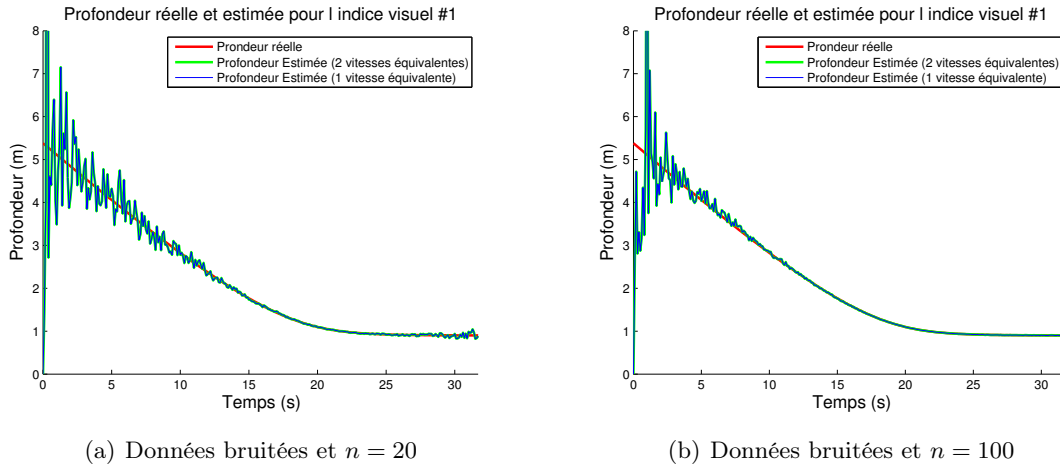 Profondeur réelle et estimée pour l indice visuel #1
Prondeur réelle
Profondeur Estimée (2 vitesses équivalentes)
Profondeur Estimée (1 vitesse équivalente)
Profondeur (m)
8
7
6
5
4
3
2
1
0
0 5 10 15 20 25 30
Temps (s)
(a) Données bruitées et n = 20
Profondeur réelle et estimée pour l indice visuel #1
Prondeur réelle
Profondeur Estimée (2 vitesses équivalentes)
Profondeur Estimée (1 vitesse équivalente)
Profondeur (m)
8
7
6
5
4
3
2
1
0
0 5 10 15 20 25 30
Temps (s)
(b) Données bruitées et n = 100